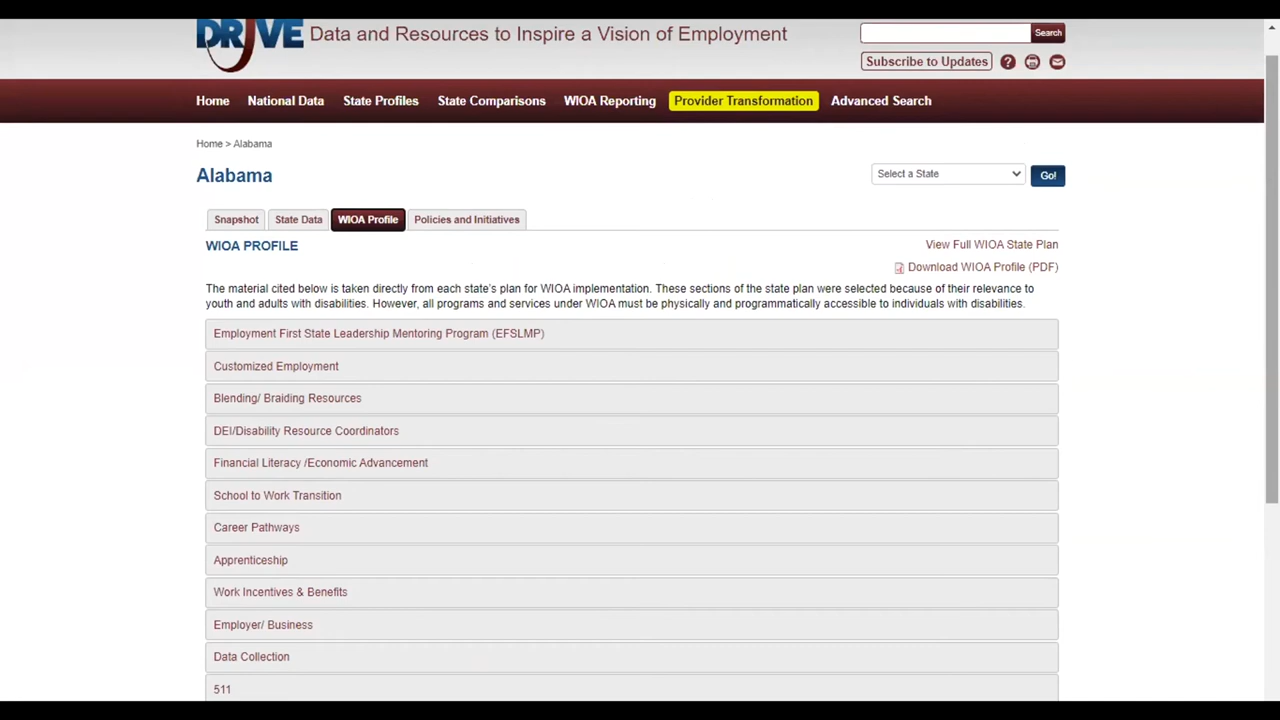 DRIVE Data and Resources to Inspire a Vision of Employment
Search
Subscribe to Updates ?
Home National Data State Profiles State Comparisons WIOA Reporting Provider Transformation Advanced Search
Home > Alabama
Alabama
Select a State Go!
Snapshot State Data WIOA Profile Policies and Initiatives
WIOA PROFILE
View Full WIOA State Plan
Download WIOA Profile (PDF)
The material cited below is taken directly from each state's plan for WIOA implementation. These sections of the state plan were selected because of their relevance to
youth and adults with disabilities. However, all programs and services under WIOA must be physically and programmatically accessible to individuals with disabilities.
Employment First State Leadership Mentoring Program (EFSLMP)
Customized Employment
Blending/ Braiding Resources
DEI/Disability Resource Coordinators
Financial Literacy /Economic Advancement
School to Work Transition
Career Pathways
Apprenticeship
Work Incentives & Benefits
Employer/ Business
Data Collection
511